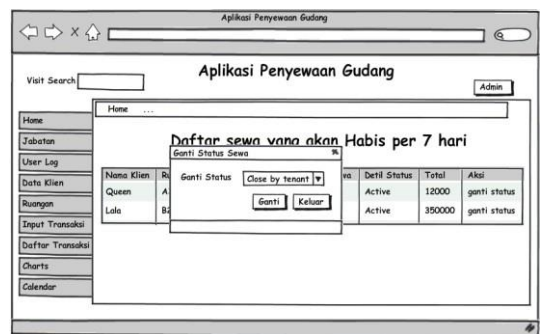 Aplikasi Penyewaan Gudang
Visit Search
Aplikasi Penyewaan Gudang
Admin
Home ...
Home
Jabatan
User Log
Data Klien
Ruangan
Input Transaksi
Daftar Transaksi
Charts
Calendar
Daftar sewa yang akan Habis per 7 hari
Ganti Status Sewa
Ganti Status Close by tenant
Ganti Keluar
Nama Klien Detil Status Total Aksi
Queen Active 12000 ganti status
Lala Active 350000 ganti status